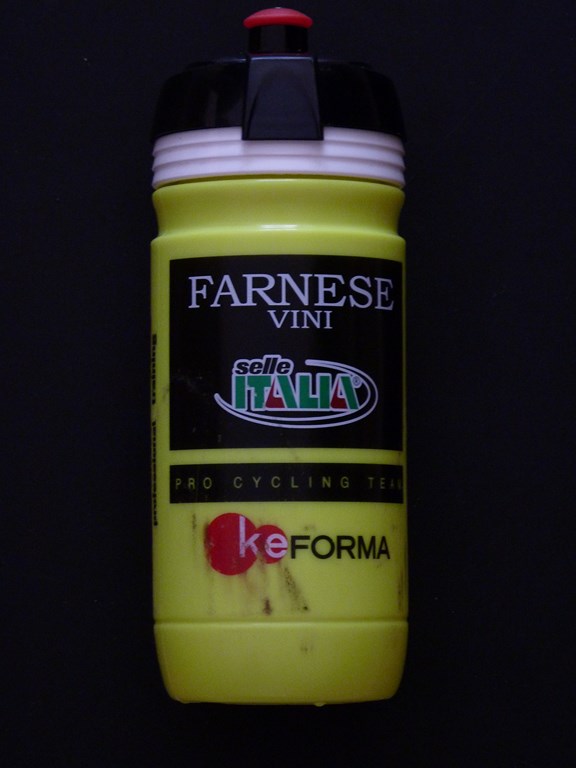 FARNESE
VINI
selle
ITALIA®
PRO CYCLING TEAM
keFORMA